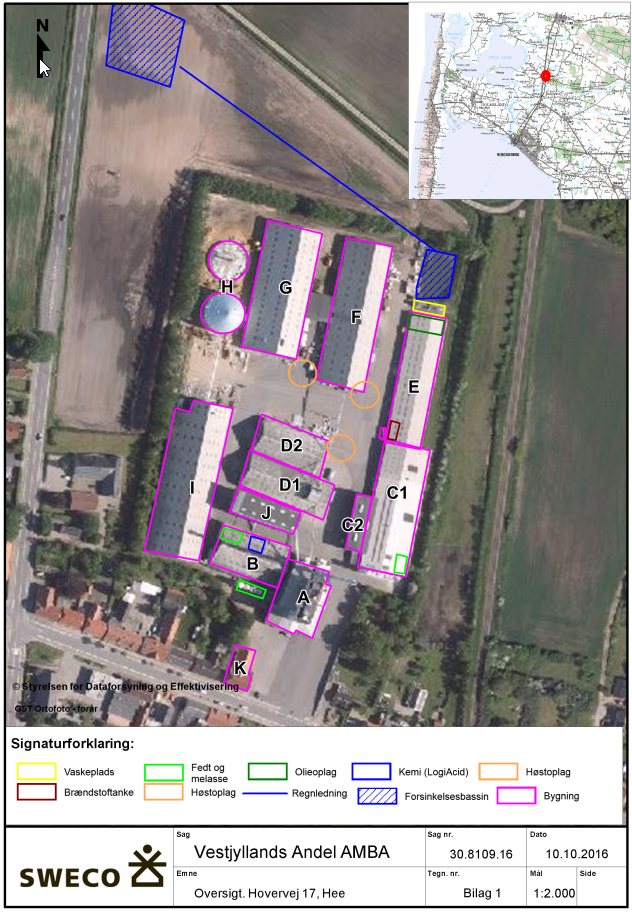 N
RINGKØBING
H
G
F
E
D2
D1
I
C1
J
C2
B
A
K
© Styrelsen for Dataforsyning og Effektivisering
GST Ortofoto - forår
Signaturforklaring:
Vaskeplads
Fedt og
melasse
Olieoplag
Kemi (LogiAcid)
Høstoplag
Brændstoftanke
Høstoplag
Regnledning
Forsinkelsesbassin
Bygning
SWECO
Sag
Vestjyllands Andel AMBA
Sag nr.
30.8109.16
Dato
10.10.2016
Emne
Oversigt. Hovervej 17, Hee
Tegn. nr.
Bilag 1
Mål
1:2.000
Side